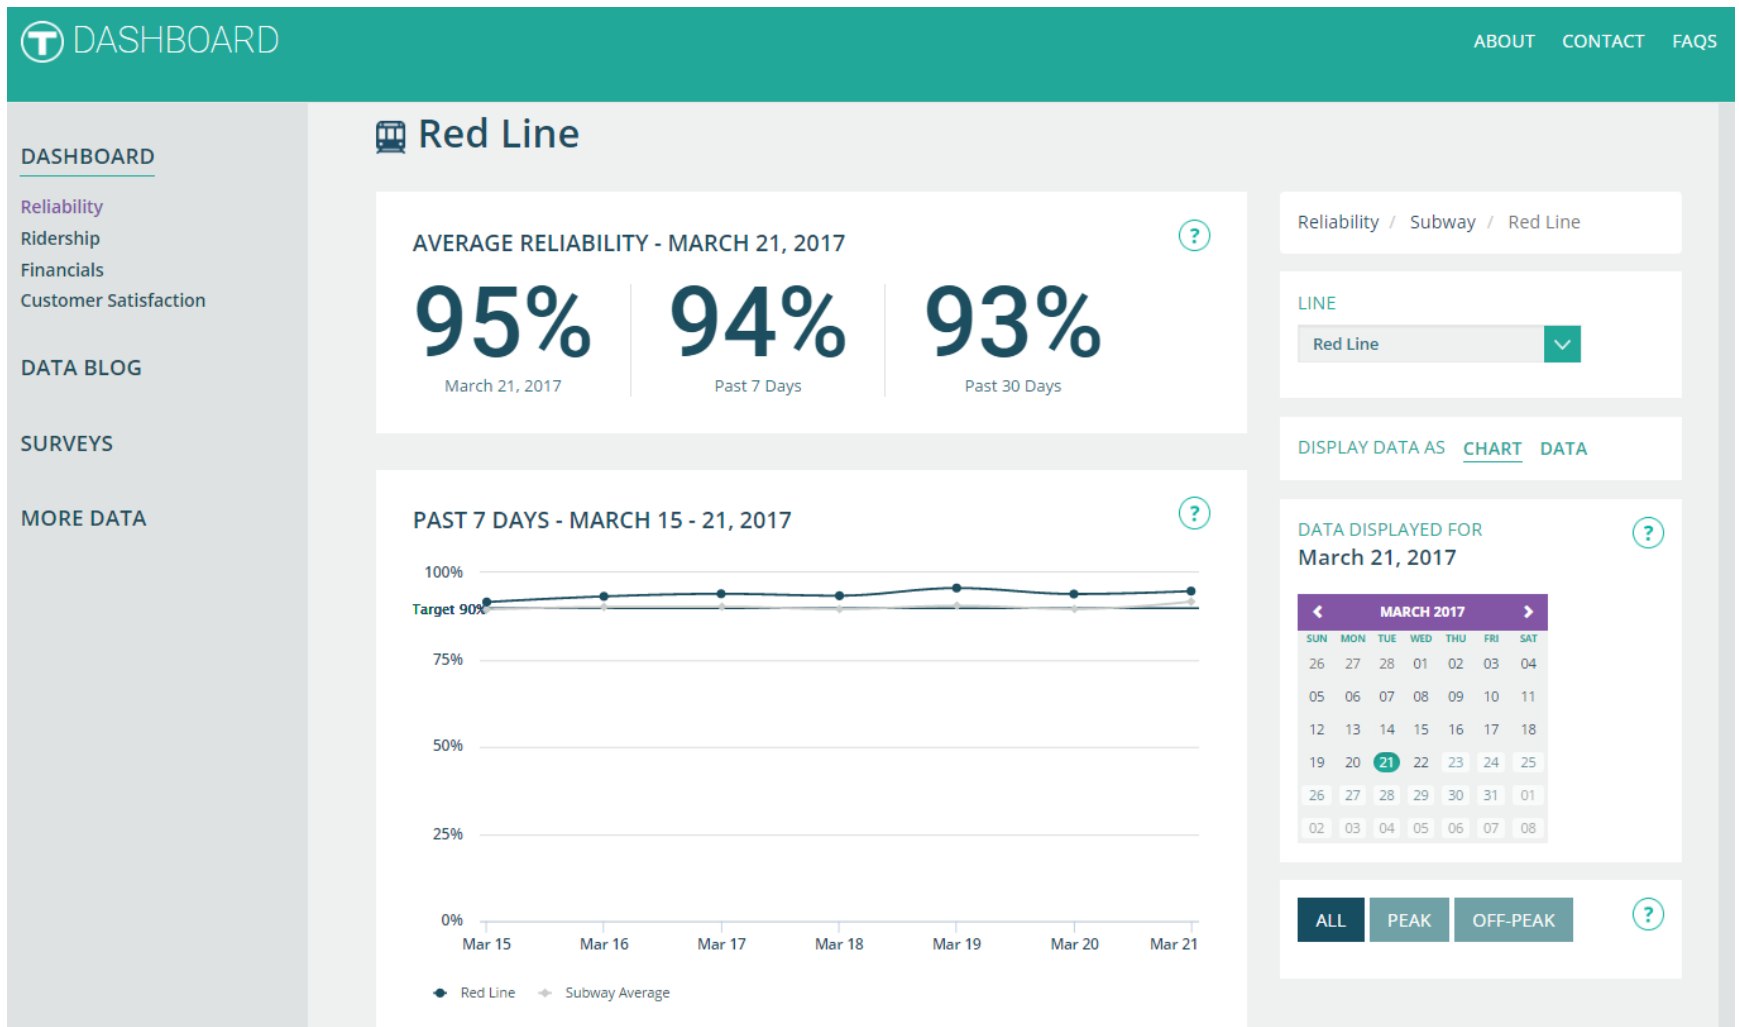 T DASHBOARD
ABOUT CONTACT FAQS
DASHBOARD
Reliability
Ridership
Financials
Customer Satisfaction
DATA BLOG
SURVEYS
MORE DATA
Red Line
AVERAGE RELIABILITY - MARCH 21, 2017
?
95% 94% 93%
March 21, 2017 Past 7 Days Past 30 Days
PAST 7 DAYS - MARCH 15 - 21, 2017
?
100%
Target 90%
75%
50%
25%
0%
Mar 15 Mar 16 Mar 17 Mar 18 Mar 19 Mar 20 Mar 21
Red Line Subway Average
Reliability / Subway / Red Line
LINE
Red Line
DISPLAY DATA AS CHART DATA
DATA DISPLAYED FOR
?
March 21, 2017
MARCH 2017
SUN MON TUE WED THU FRI SAT
26 27 28 01 02 03 04
05 06 07 08 09 10 11
12 13 14 15 16 17 18
19 20 21 22 23 24 25
26 27 28 29 30 31 01
02 03 04 05 06 07 08
ALL PEAK OFF-PEAK
?